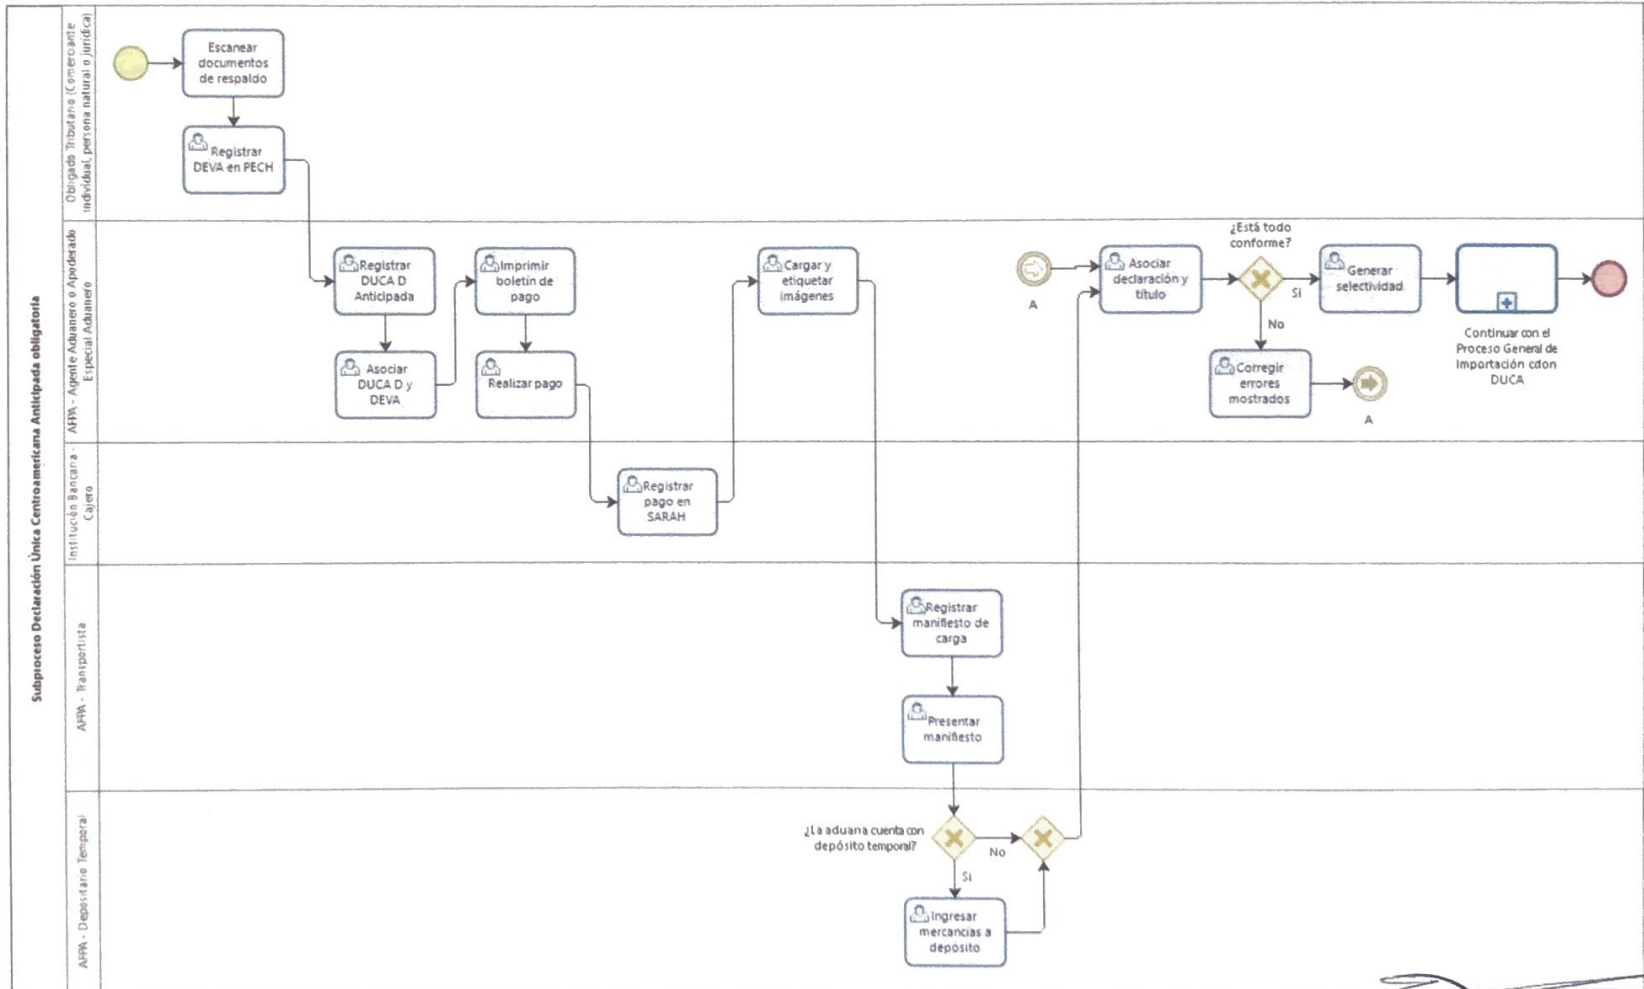 Subproceso Declaración Única Centroamericana Anticipada obligatoria
Obligado Tributario (Comerciante
individual, persona natural o jurídica)
Escanear
documentos
de respaldo
Registrar
DEVA en PECH
AFPA - Agente Aduanero o Apoderado
Especial Aduanero
Registrar
DUCA D
Anticipada
Asociar
DUCA D y
DEVA
Imprimir
boletín de
pago
Realizar pago
Cargar y
etiquetar
imágenes
A
Asociar
declaración y
título
¿Está todo
conforme?
Sí
No
Generar
selectividad
Corregir
errores
mostrados
A
Continuar con el
Proceso General de
Importación cdon
DUCA
Institución Bancaria -
Cajero
Registrar
pago en
SARAH
AFPA - Transportista
Registrar
manifiesto de
carga
Presentar
manifiesto
AFPA - Depositario Temporal
¿La aduana cuenta con
depósito temporal?
No
Si
Ingresar
mercancías a
depósito